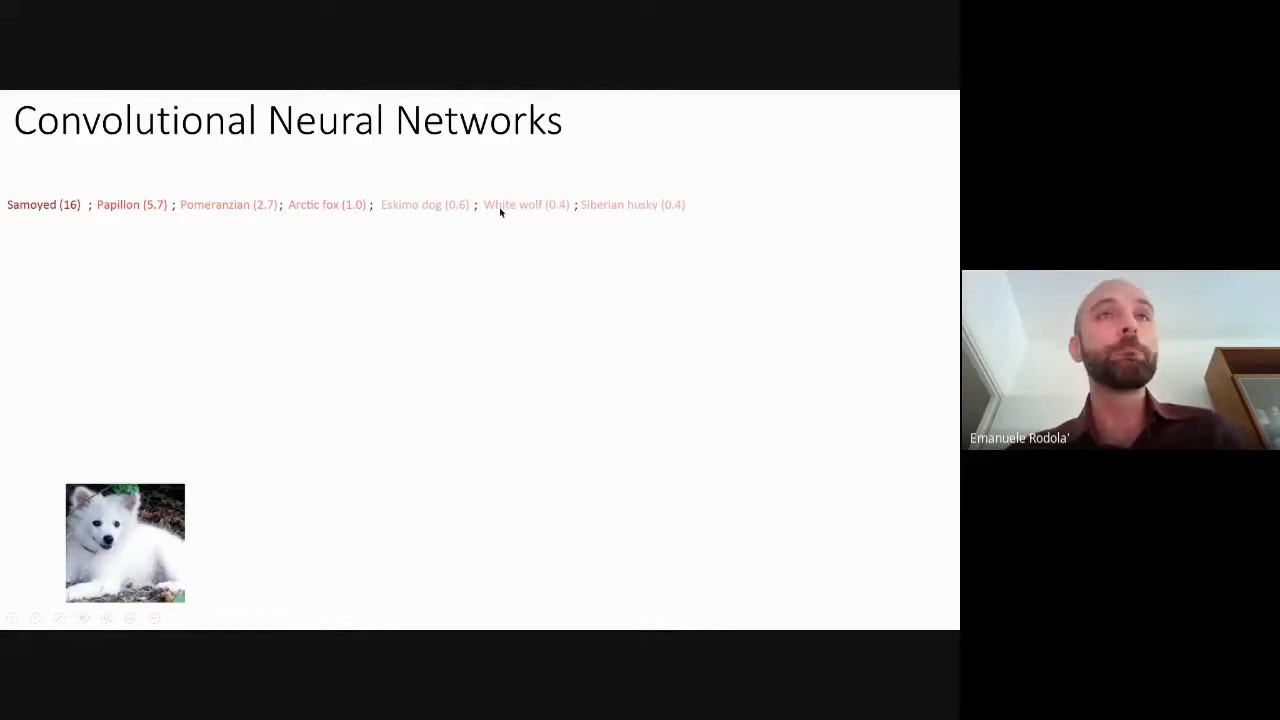 Convolutional Neural Networks
Samoyed (16) ; Papillon (5.7) ; Pomeranzian (2.7) ; Arctic fox (1.0) ; Eskimo dog (0.6) ; White wolf (0.4) ; Siberian husky (0.4)
Emanuele Rodola'